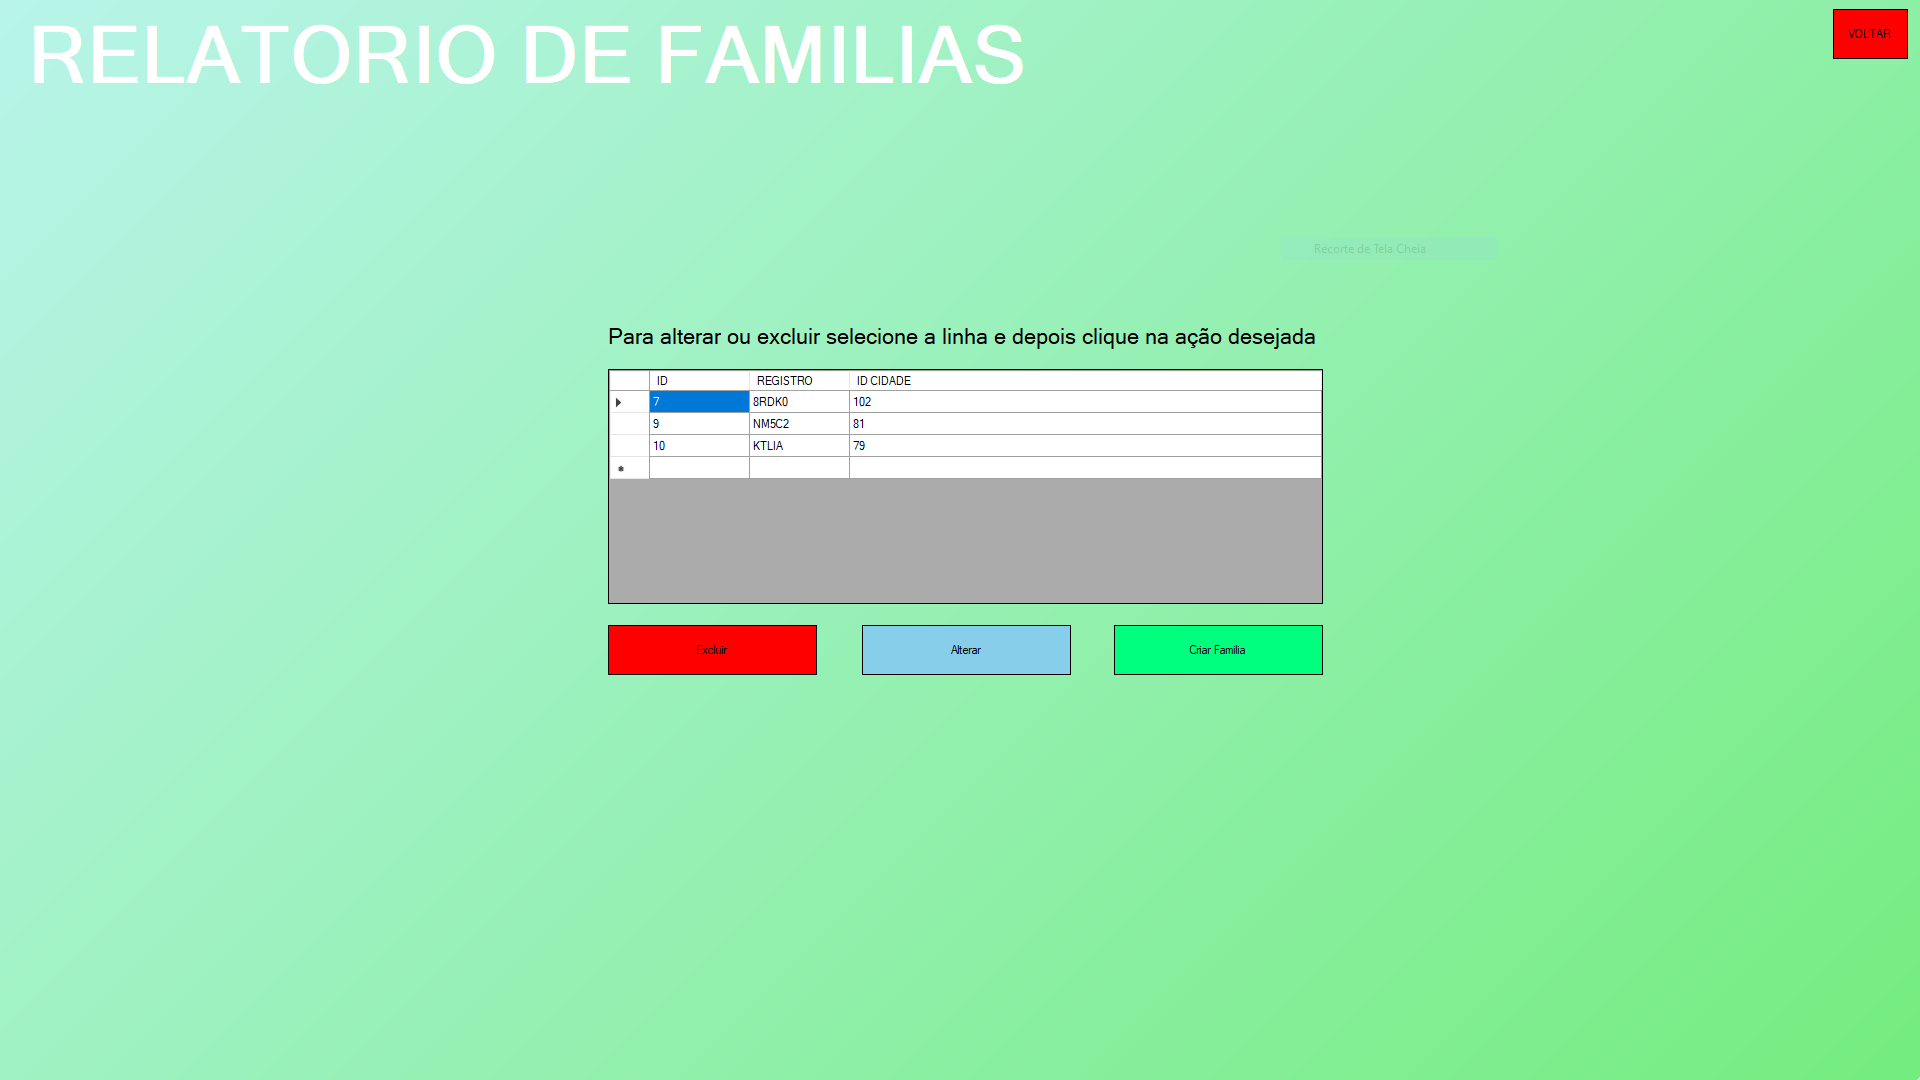 RELATORIO DE FAMILIAS
VOLTAR
Recorte de Tela Cheia
Para alterar ou excluir selecione a linha e depois clique na ação desejada
ID REGISTRO ID CIDADE
7 8RDK0 102
9 NM5C2 81
10 KTLIA 79
Excluir Alterar Criar Familia